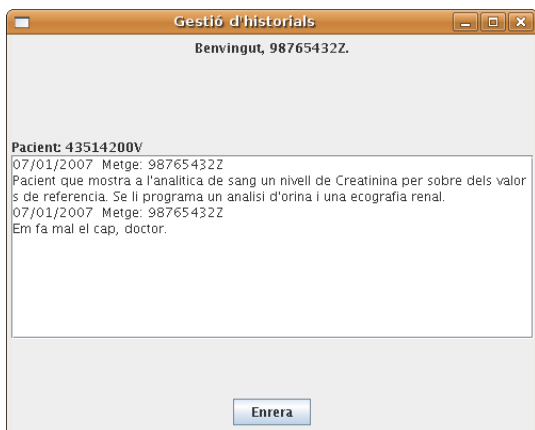 Gestió d'historials
Benvingut, 98765432Z.
Pacient: 43514200V
07/01/2007 Metge: 98765432Z
Pacient que mostra a l'analitica de sang un nivell de Creatinina per sobre dels valor
s de referencia. Se li programa un analisi d'orina i una ecografia renal.
07/01/2007 Metge: 98765432Z
Em fa mal el cap, doctor.
Enrera